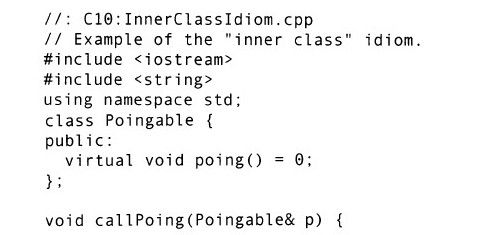 //: C10:InnerClassIdiom.cpp
// Example of the "inner class" idiom.
#include <iostream>
#include <string>
using namespace std;
class Poingable {
public:
  virtual void poing() = 0;
};

void callPoing(Poingable& p) {